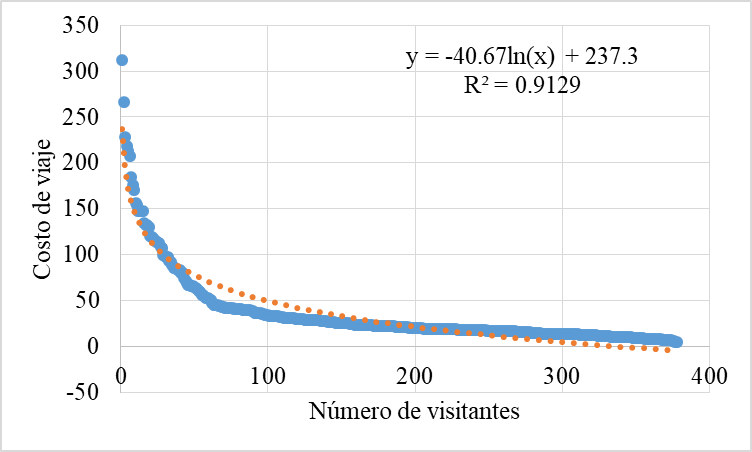 350
300
250
200
150
100
50
0
-50
Costo de viaje
y = -40.67ln(x) + 237.3
R² = 0.9129
0 100 200 300 400
Número de visitantes